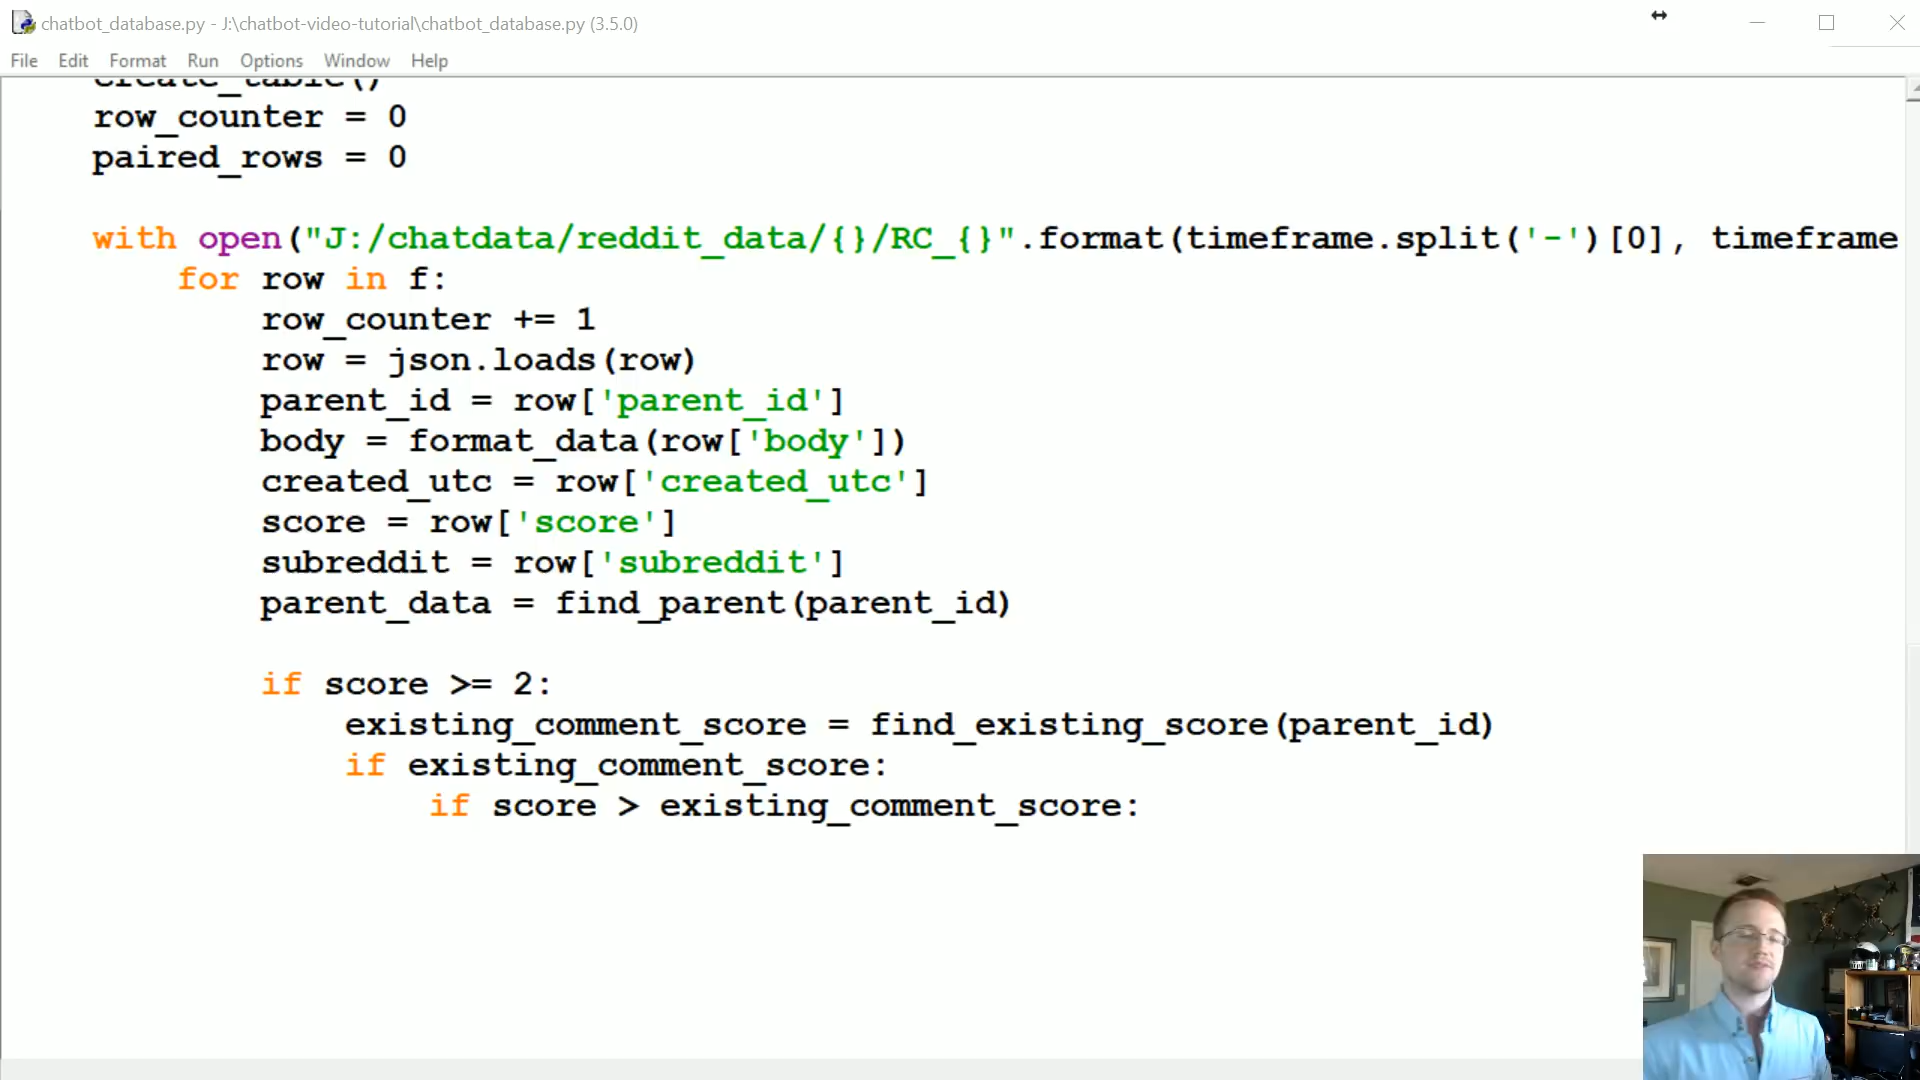 chatbot_database.py - J:\chatbot-video-tutorial\chatbot_database.py (3.5.0)
File Edit Format Run Options Window Help
create_table()
row_counter = 0
paired_rows = 0
with open("J:/chatdata/reddit_data/{}/RC_{}".format(timeframe.split('-')[0], timeframe
for row in f:
row_counter += 1
row = json.loads(row)
parent_id = row['parent_id']
body = format_data(row['body'])
created_utc = row['created_utc']
score = row['score']
subreddit = row['subreddit']
parent_data = find_parent(parent_id)
if score >= 2:
existing_comment_score = find_existing_score(parent_id)
if existing_comment_score:
if score > existing_comment_score: